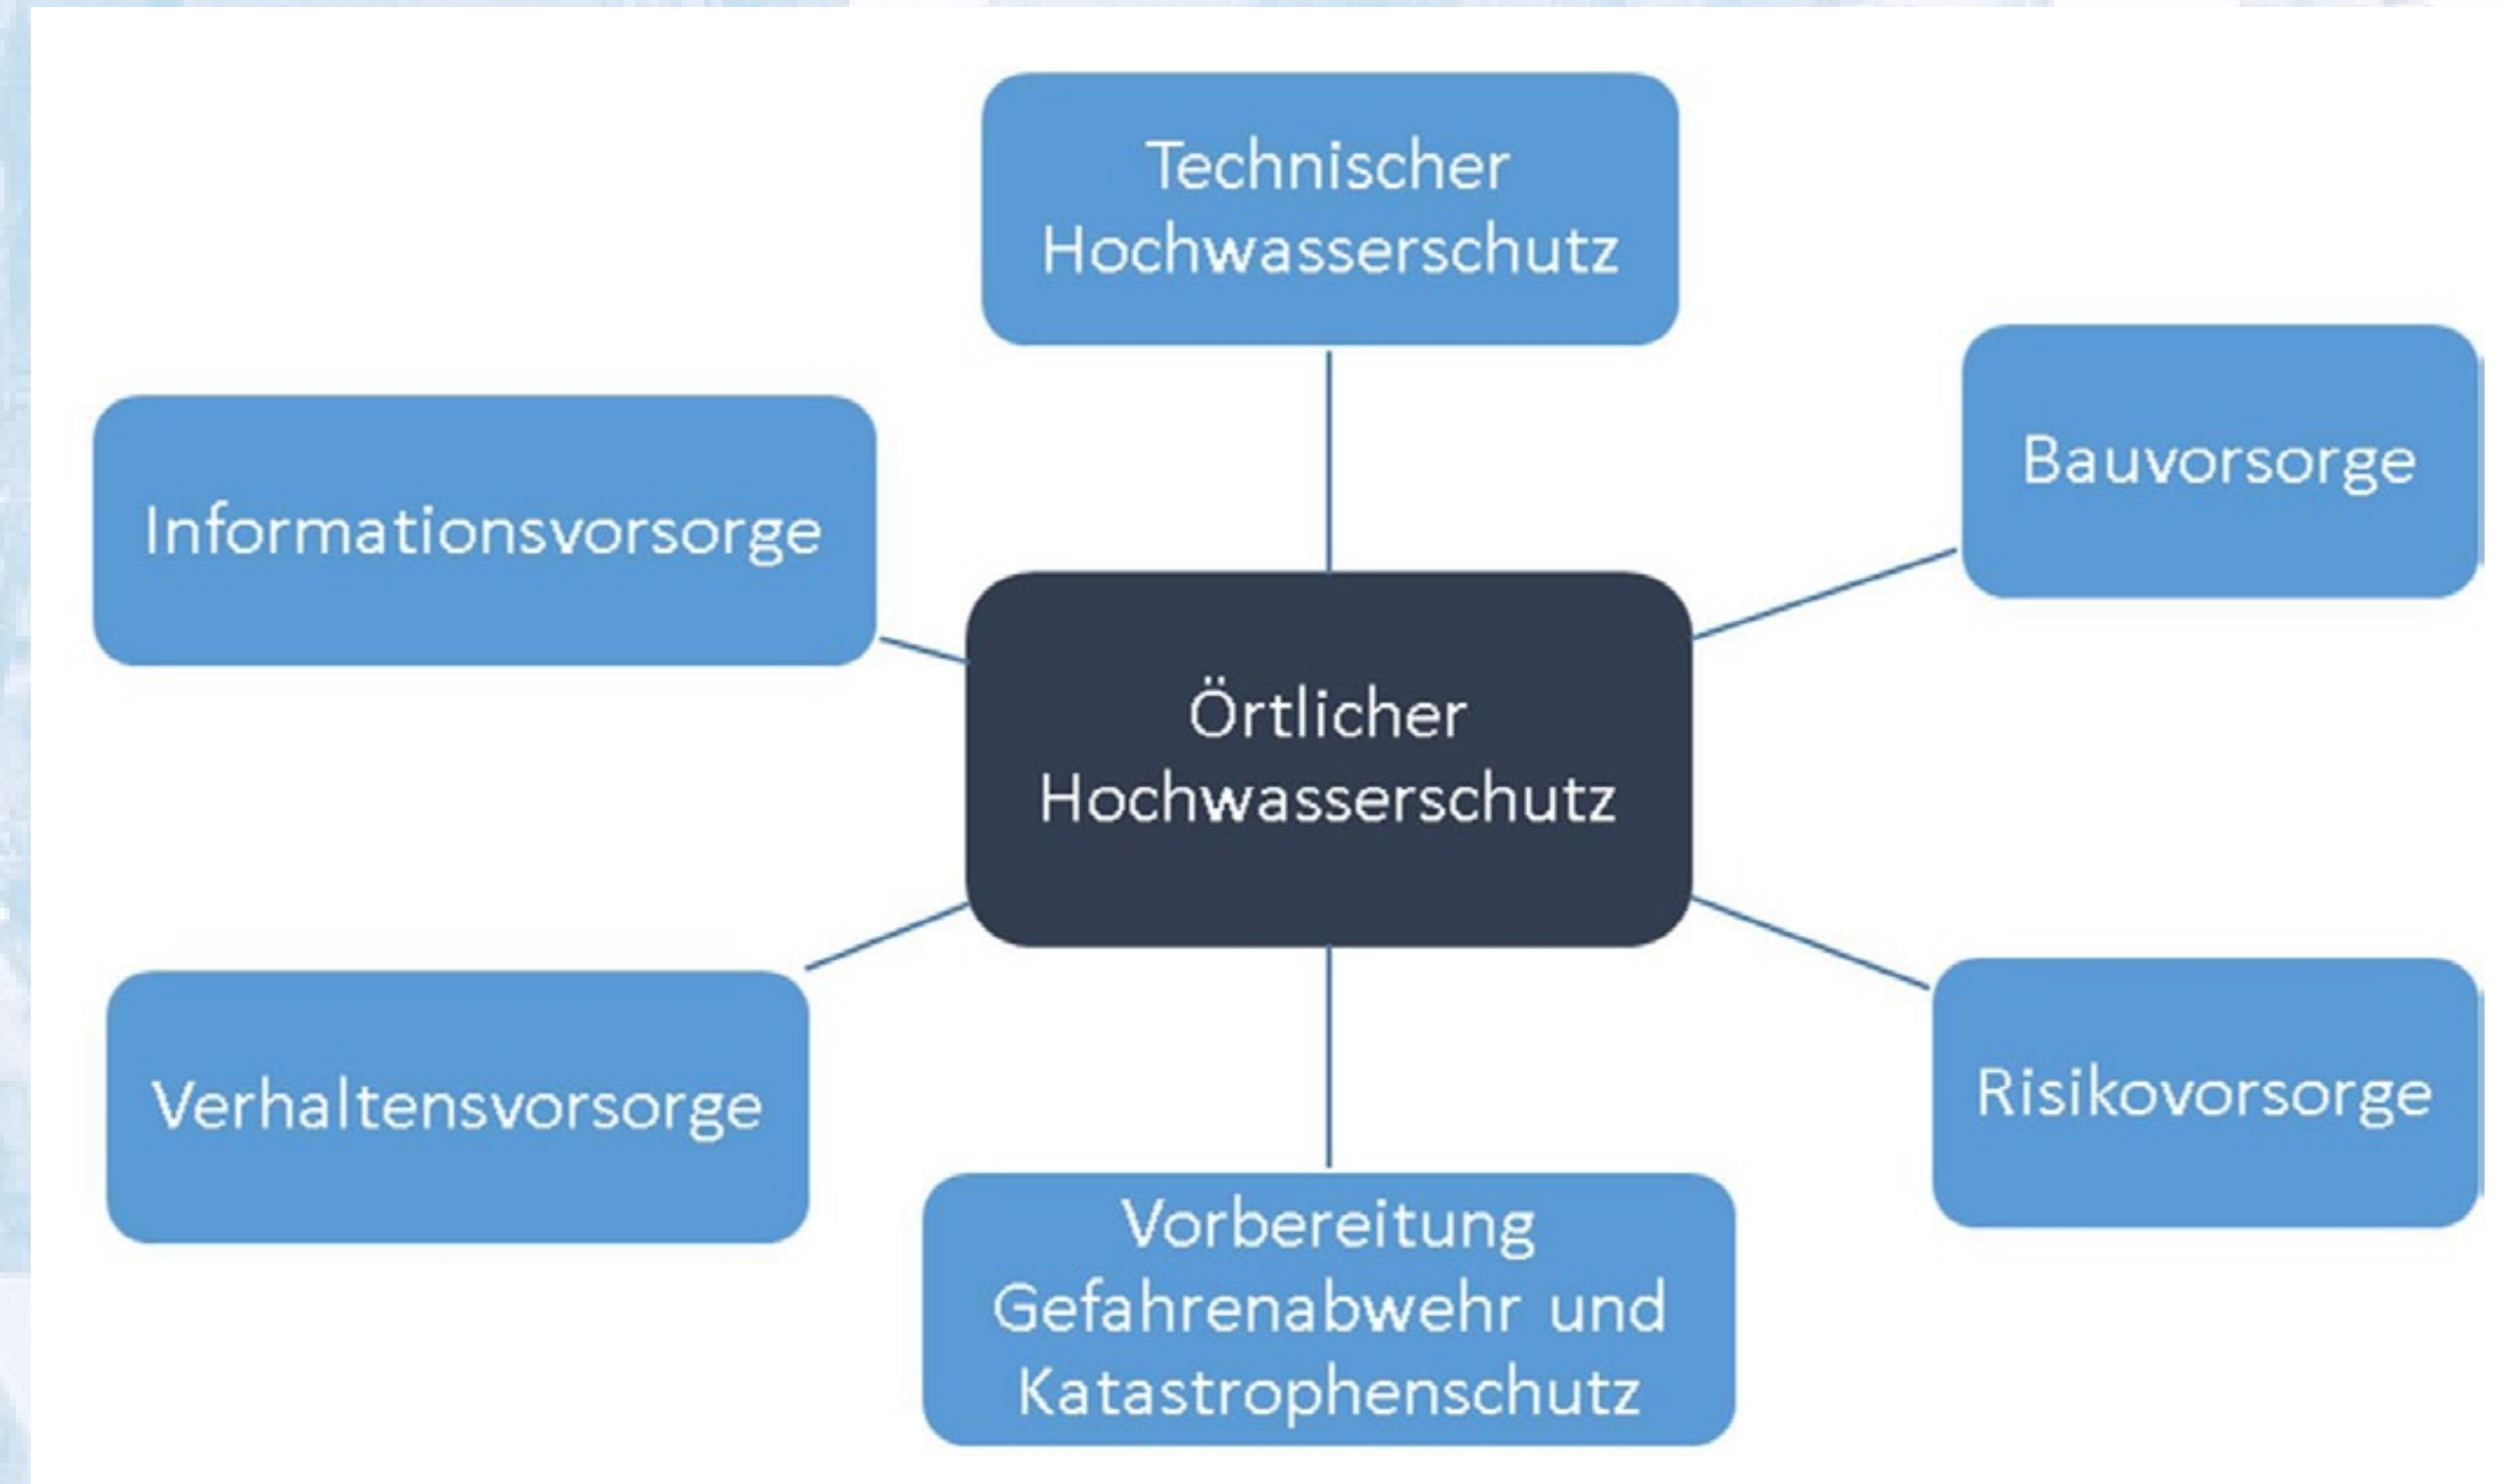 Technischer
Hochwasserschutz
Bauvorsorge
Informationsvorsorge
Örtlicher
Hochwasserschutz
Verhaltensvorsorge
Risikovorsorge
Vorbereitung
Gefahrenabwehr und
Katastrophenschutz